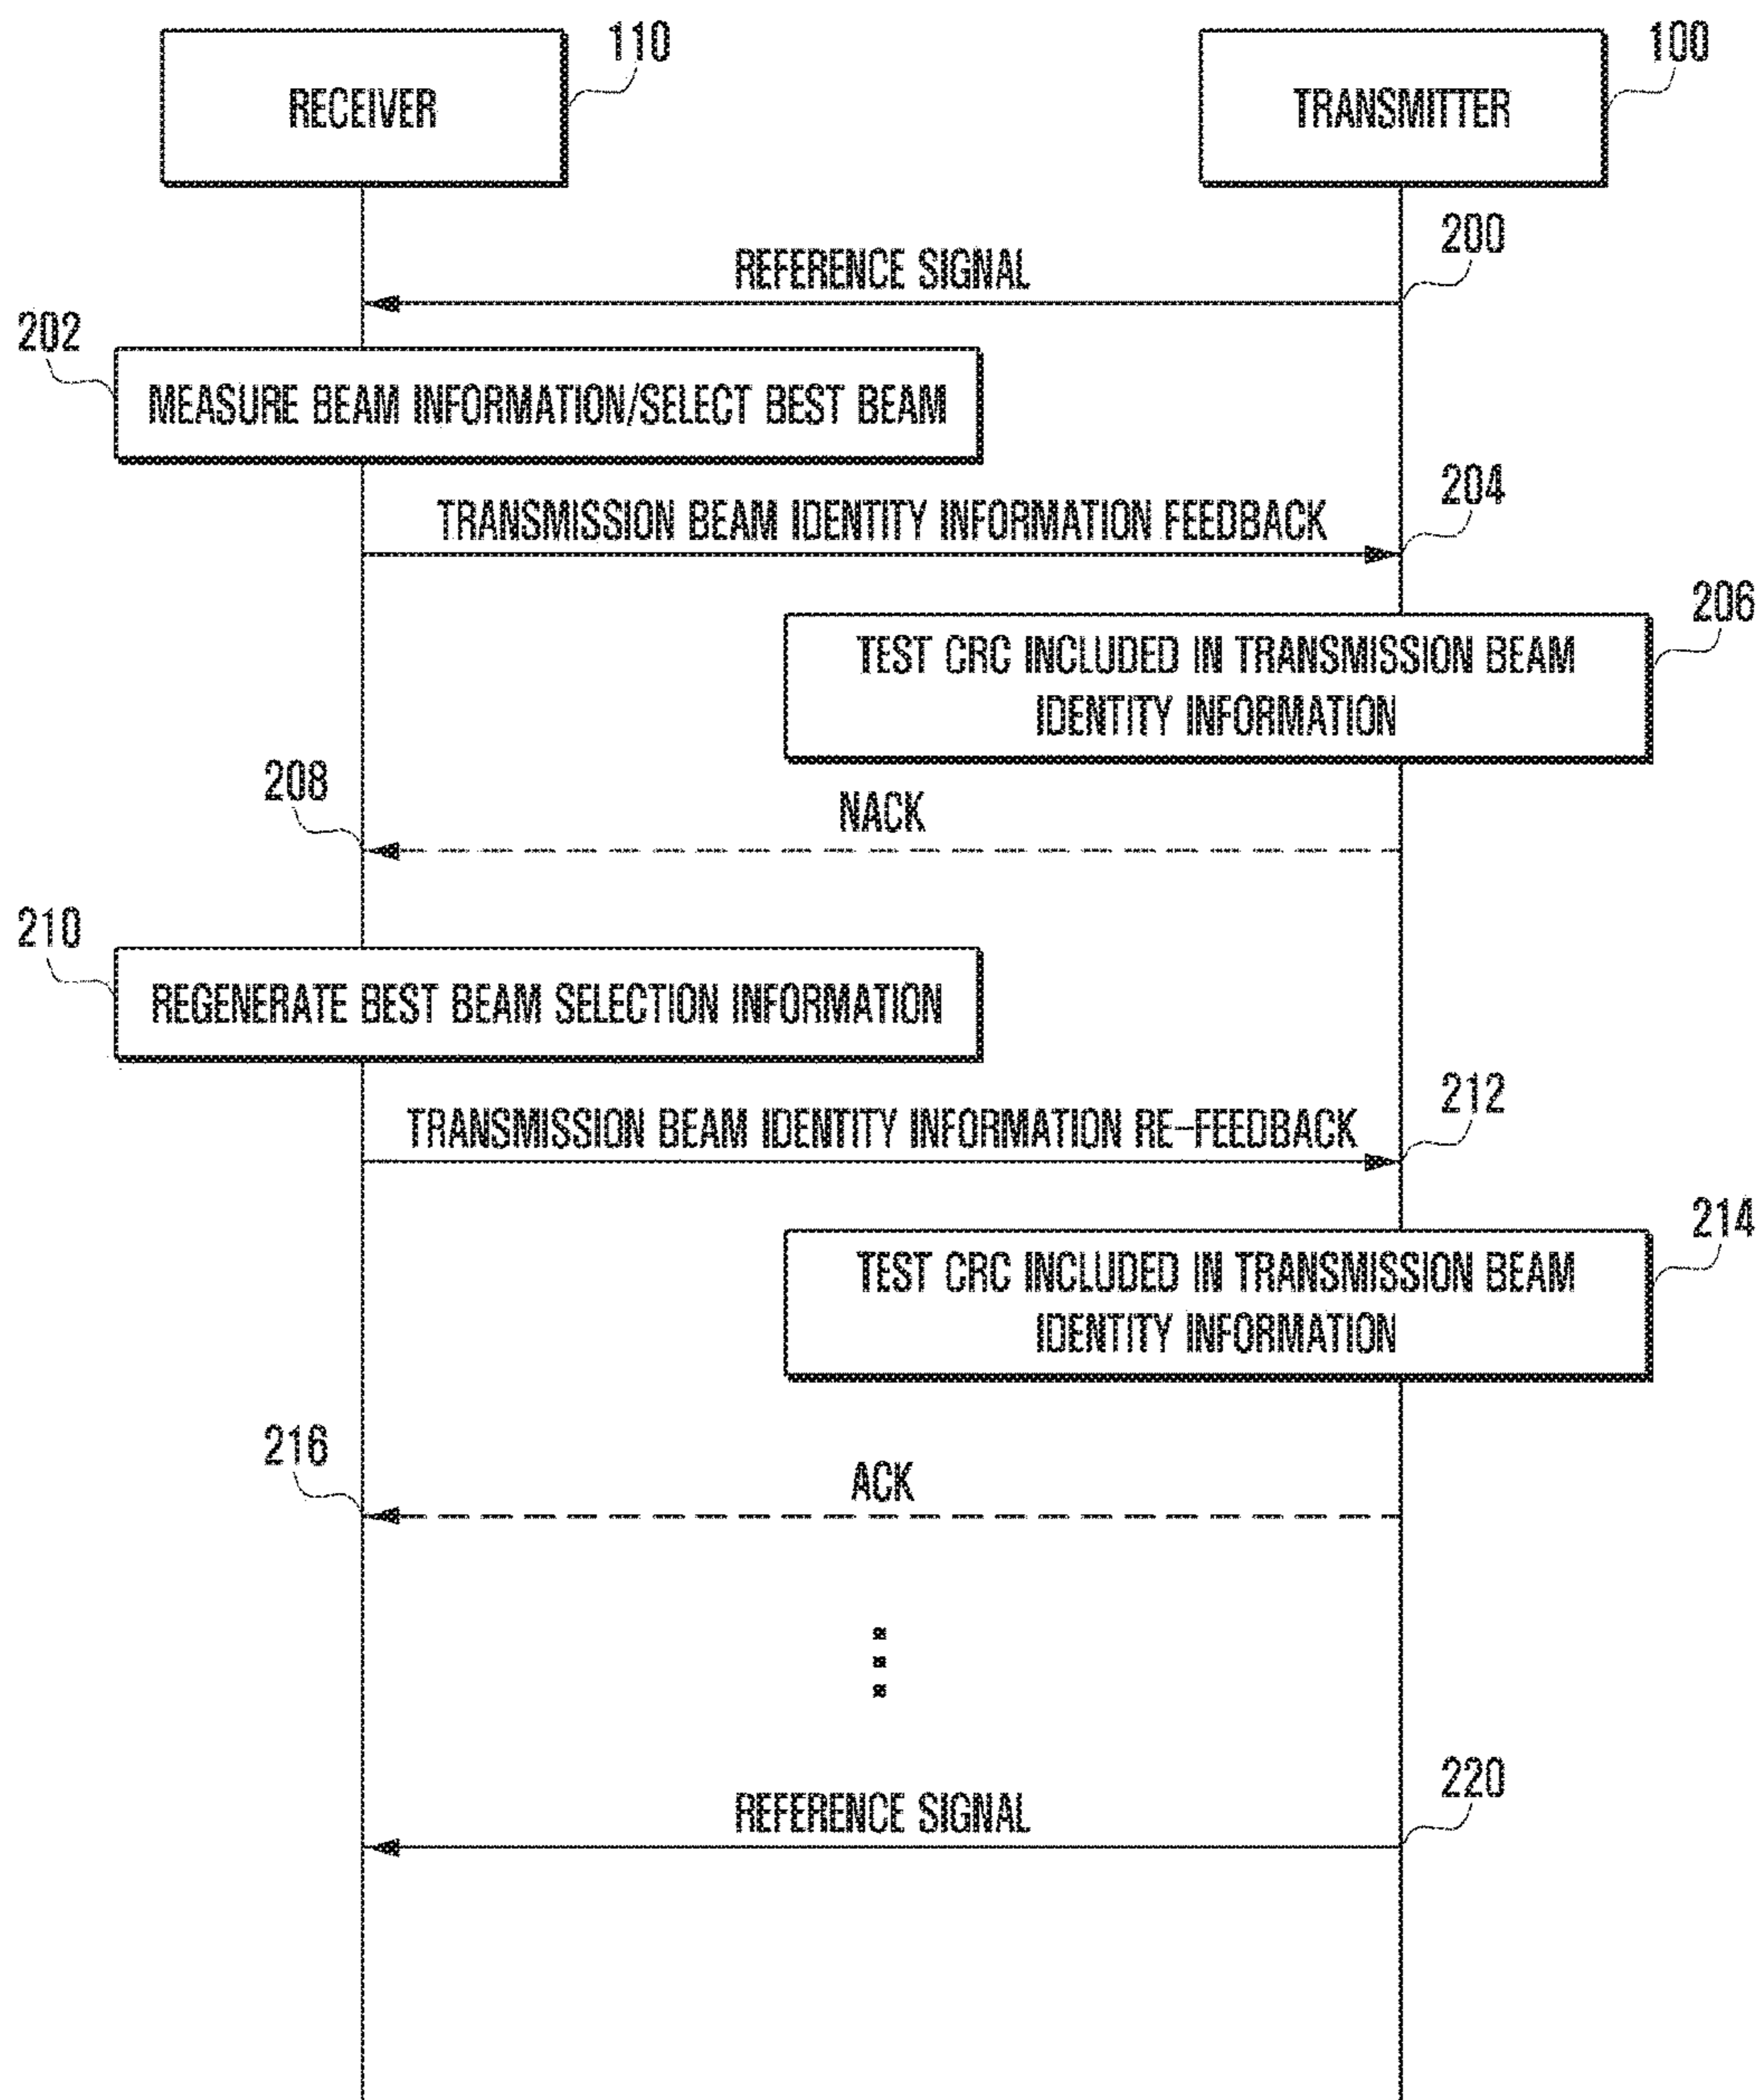 110
100
RECEIVER
TRANSMITTER
200
REFERENCE SIGNAL
202
MEASURE BEAM INFORMATION/SELECT BEST BEAM
204
TRANSMISSION BEAM IDENTITY INFORMATION FEEDBACK
206
TEST CRC INCLUDED IN TRANSMISSION BEAM
IDENTITY INFORMATION
208
NACK
210
REGENERATE BEST BEAM SELECTION INFORMATION
212
TRANSMISSION BEAM IDENTITY INFORMATION RE-FEEDBACK
214
TEST CRC INCLUDED IN TRANSMISSION BEAM
IDENTITY INFORMATION
216
ACK
220
REFERENCE SIGNAL